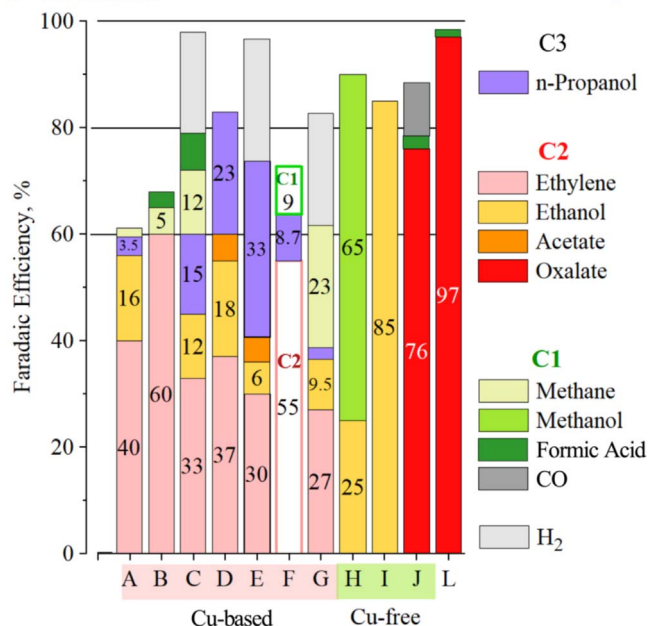 Faradaic Efficiency, %
100
80
60
40
20
0
40
16
3.5
60
5
33
12
15
12
37
18
23
30
6
33
55
C2
8.7
9
C1
27
9.5
23
25
65
85
76
97
A B C D E F G H I J L
Cu-based Cu-free
C3
n-Propanol
C2
Ethylene
Ethanol
Acetate
Oxalate
C1
Methane
Methanol
Formic Acid
CO
H₂